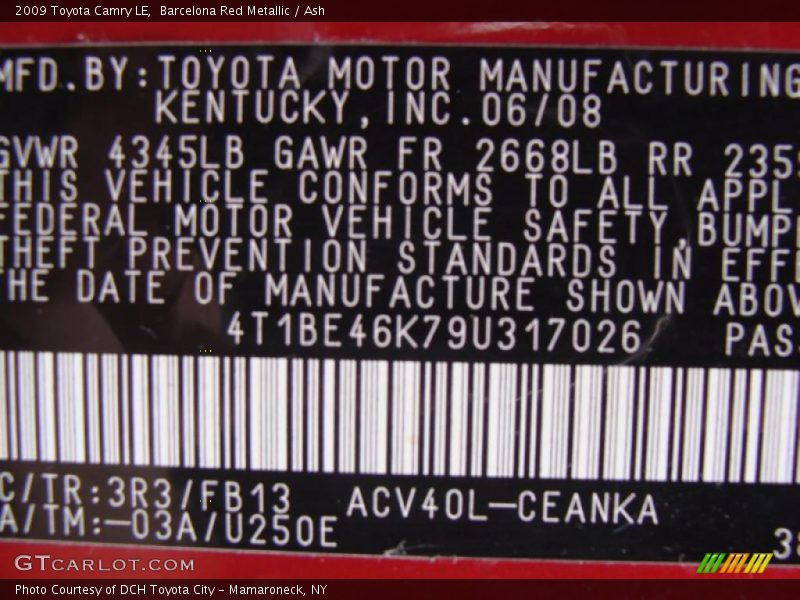 2009 Toyota Camry LE, Barcelona Red Metallic / Ash
MFD.BY:TOYOTA MOTOR MANUFACTURING
KENTUCKY,INC.06/08
GVWR 4345LB GAWR FR 2668LB RR 235
THIS VEHICLE CONFORMS TO ALL APPL
FEDERAL MOTOR VEHICLE SAFETY,BUMP
THEFT PREVENTION STANDARDS IN EFF
THE DATE OF MANUFACTURE SHOWN ABOV
4T1BE46K79U317026 PAS
C/TR:3R3/FB13 ACV40L-CEANKA
A/TM:-03A/U250E
38
GTCARLOT.COM
Photo Courtesy of DCH Toyota City - Mamaroneck, NY